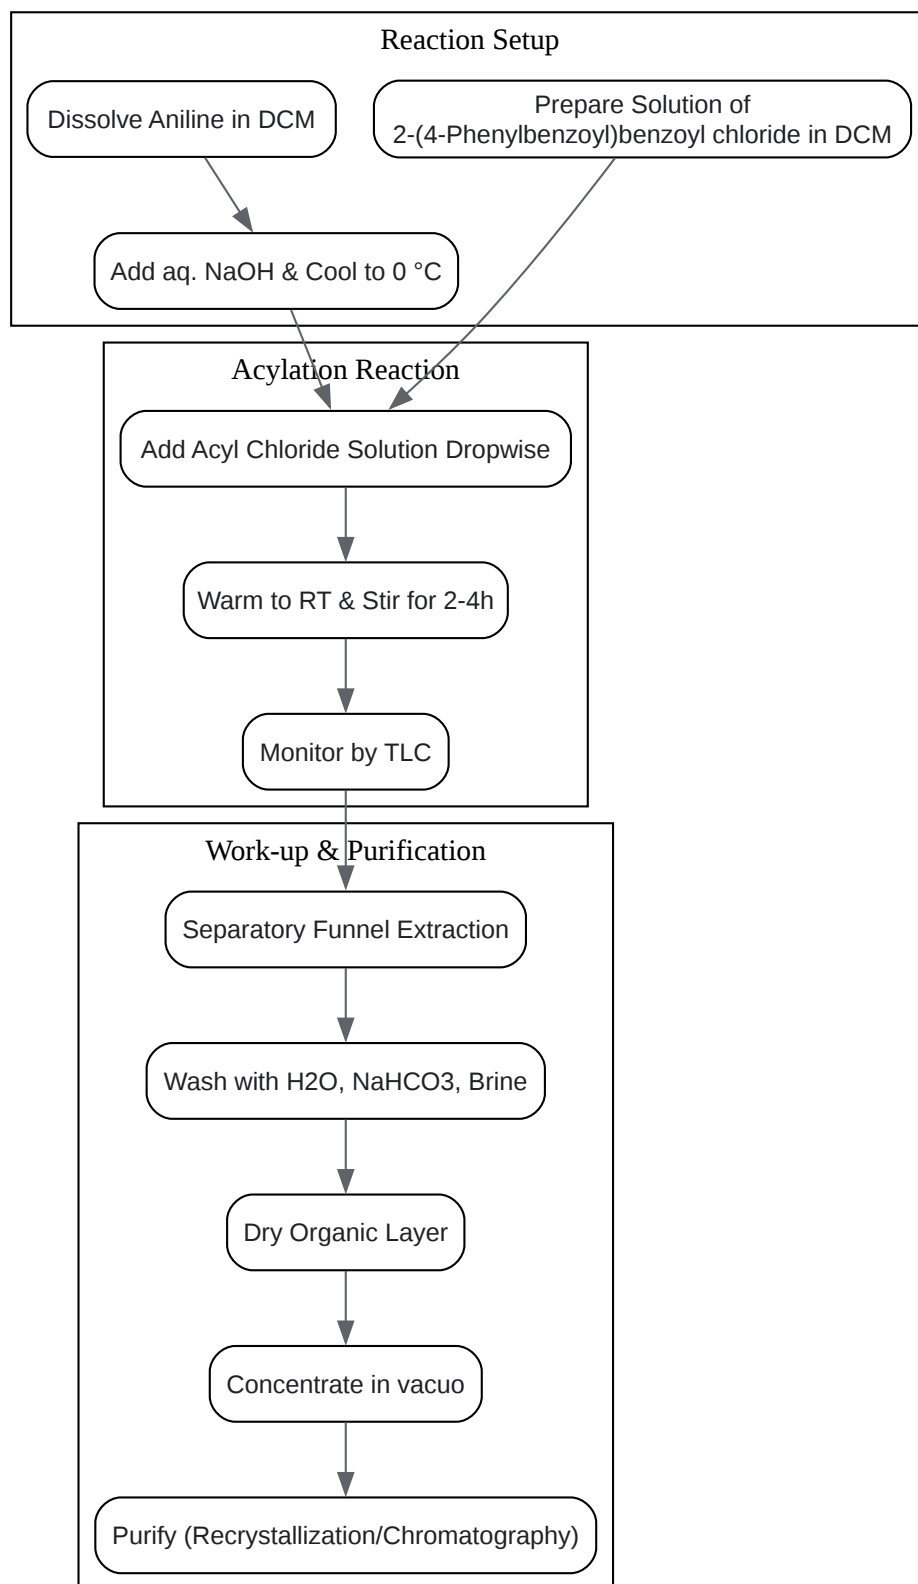 Reaction Setup
Dissolve Aniline in DCM
Prepare Solution of
2-(4-Phenylbenzoyl)benzoyl chloride in DCM
Add aq. NaOH & Cool to 0 °C
Acylation Reaction
Add Acyl Chloride Solution Dropwise
Warm to RT & Stir for 2-4h
Monitor by TLC
Work-up & Purification
Separatory Funnel Extraction
Wash with H2O, NaHCO3, Brine
Dry Organic Layer
Concentrate in vacuo
Purify (Recrystallization/Chromatography)